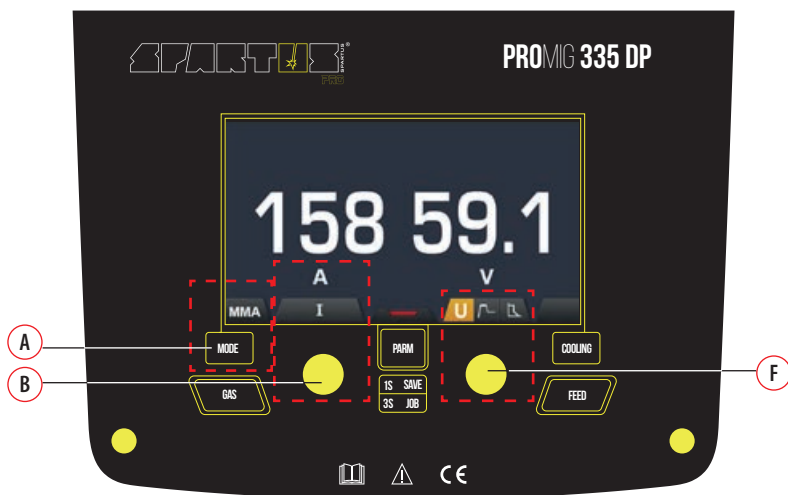 SPARTUS®
SPARTUS
PRO
PROMIG 335 DP
158 59.1
A V
MMA I U
A
MODE
PARM
COOLING
B
F
GAS
1S SAVE
3S JOB
FEED
CE